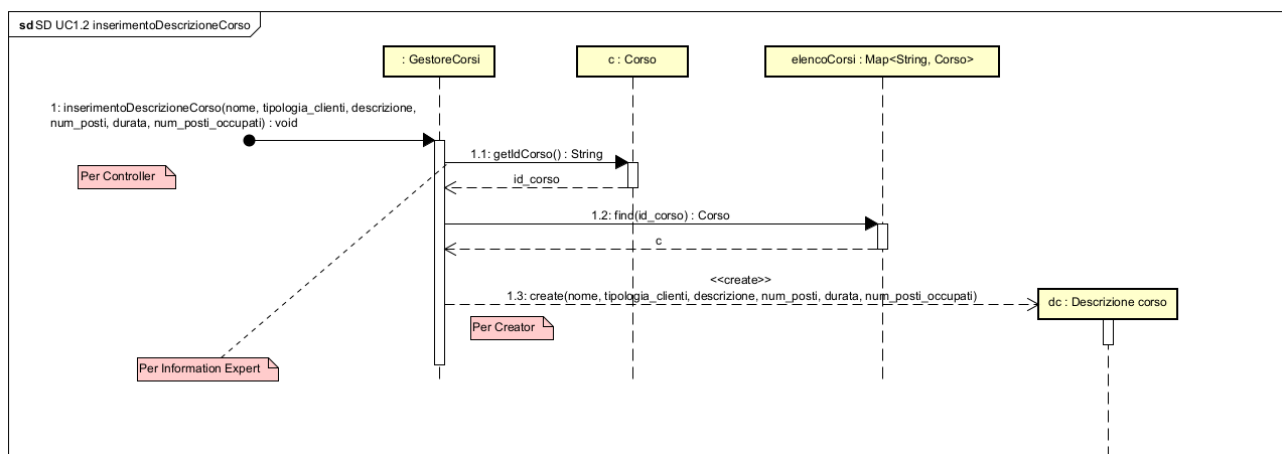 sd SD UC1.2 inserimentoDescrizioneCorso
: GestoreCorsi
c : Corso
elencoCorsi : Map<String, Corso>
1: inserimentoDescrizioneCorso(nome, tipologia_clienti, descrizione,
num_posti, durata, num_posti_occupati) : void
1.1: getIdCorso() : String
Per Controller
id_corso
1.2: find(id_corso) : Corso
c
<<create>>
1.3: create(nome, tipologia_clienti, descrizione, num_posti, durata, num_posti_occupati)
dc : Descrizione corso
Per Creator
Per Information Expert